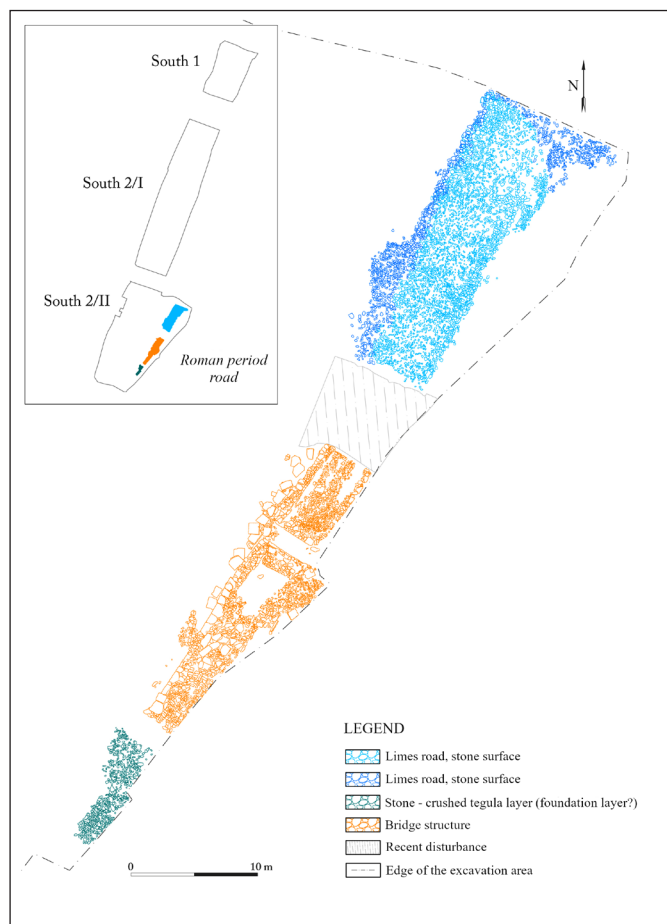 South 1
South 2/I
South 2/II
Roman period
road
N
LEGEND
Limes road, stone surface
Limes road, stone surface
Stone - crushed tegula layer (foundation layer?)
Bridge structure
Recent disturbance
Edge of the excavation area
0 10 m